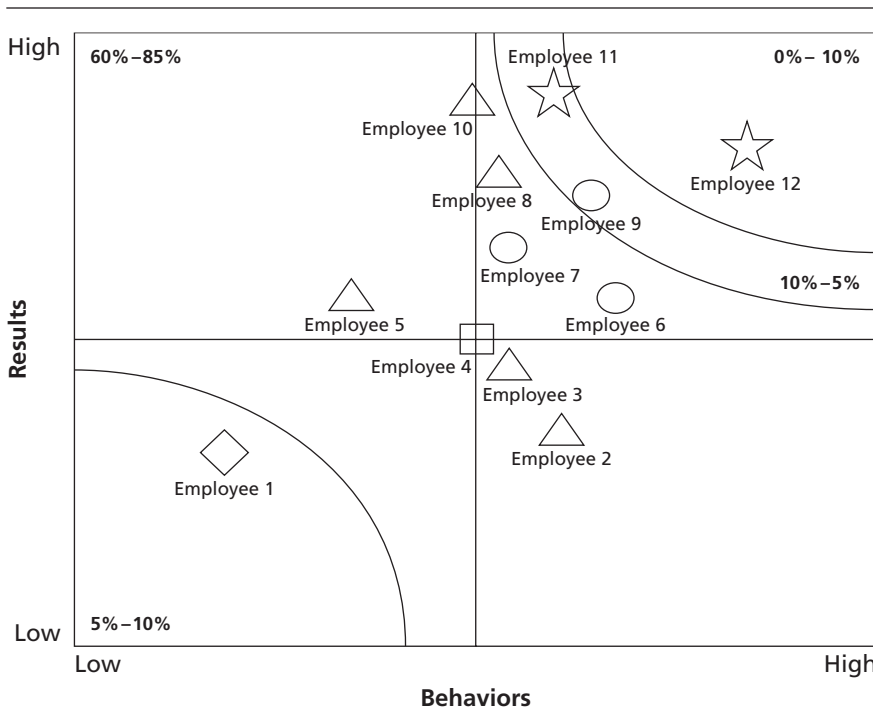 High
60%–85%
Employee 11
0%– 10%
Employee 10
Employee 12
Employee 8
Employee 9
Employee 7
10%–5%
Employee 5
Employee 6
Results
Employee 4
Employee 3
Employee 2
Employee 1
5%–10%
Low
Low
High
Behaviors